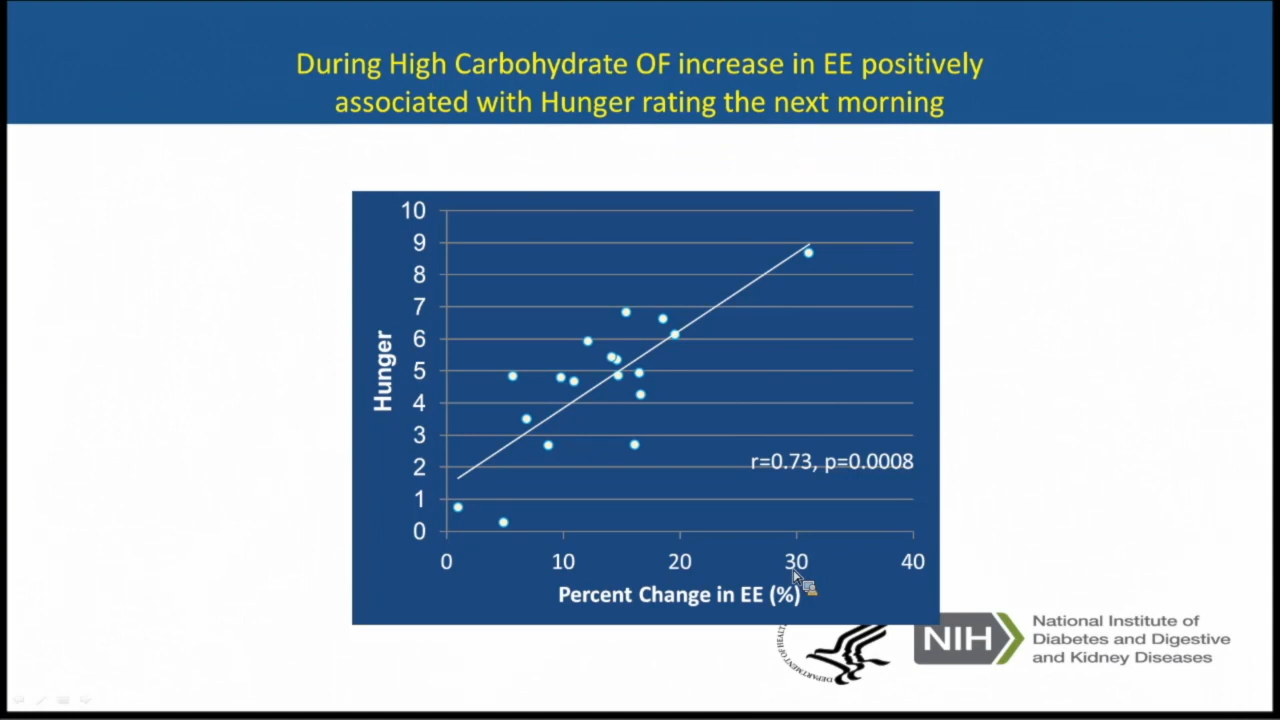 During High Carbohydrate OF increase in EE positively
associated with Hunger rating the next morning
10
9
8
7
6
5
4
3
2
1
0
Hunger
r=0.73, p=0.0008
0 10 20 30 40
Percent Change in EE (%)
NIH
National Institute of
Diabetes and Digestive
and Kidney Diseases